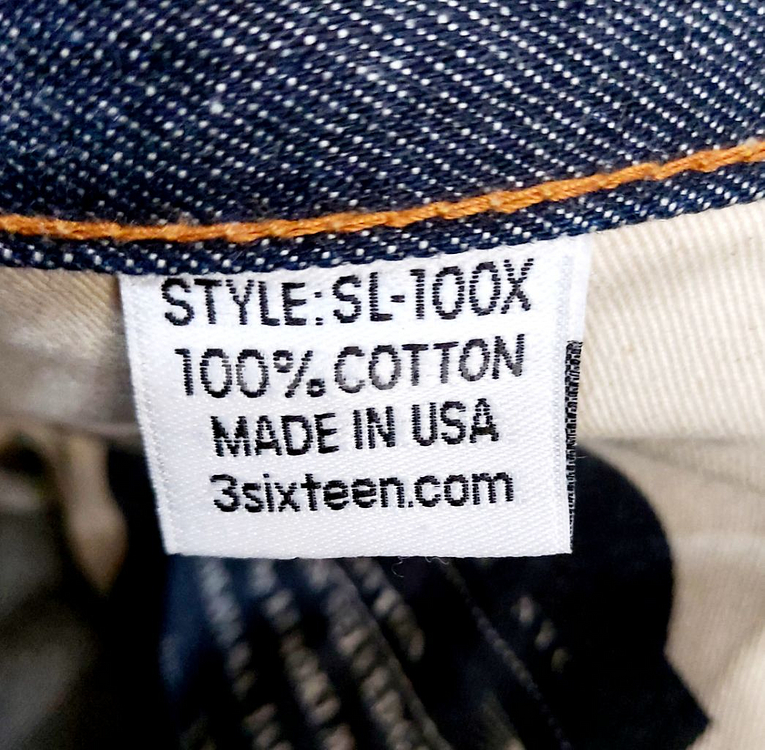 STYLE: SL-100X
100% COTTON
MADE IN USA
3sixteen.com